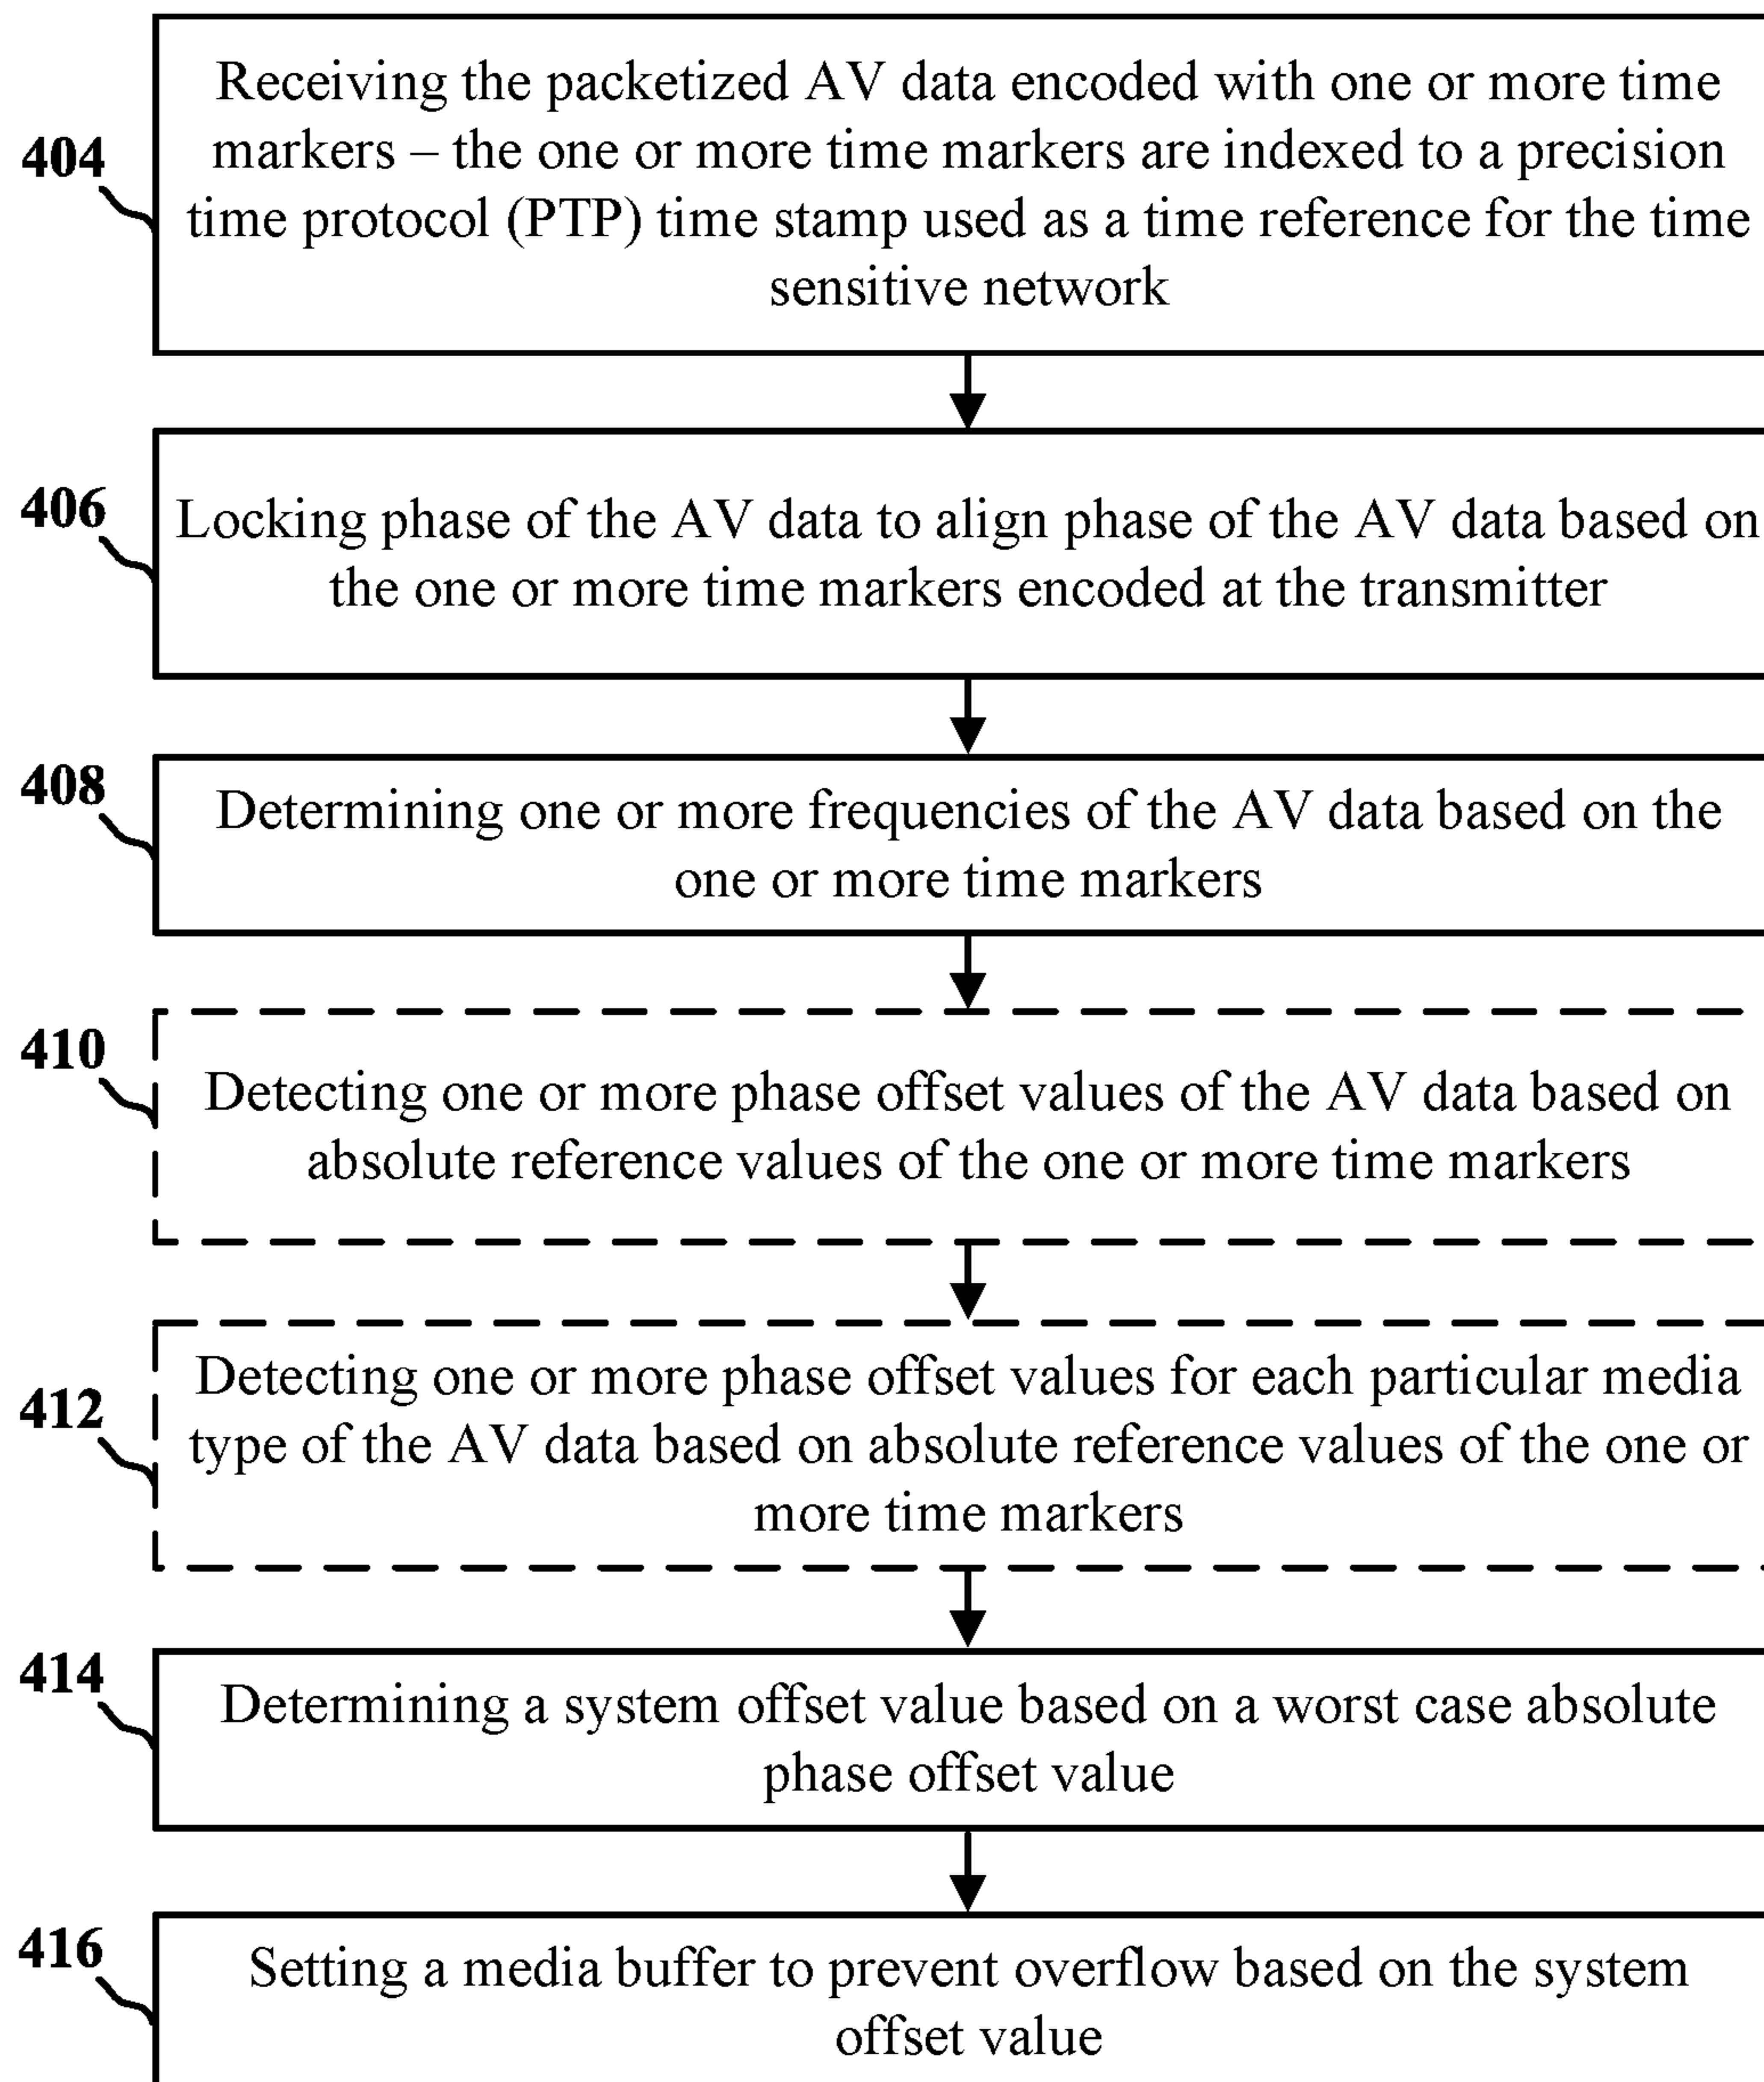 404
Receiving the packetized AV data encoded with one or more time
markers – the one or more time markers are indexed to a precision
time protocol (PTP) time stamp used as a time reference for the time
sensitive network
406
Locking phase of the AV data to align phase of the AV data based on
the one or more time markers encoded at the transmitter
408
Determining one or more frequencies of the AV data based on the
one or more time markers
410
Detecting one or more phase offset values of the AV data based on
absolute reference values of the one or more time markers
412
Detecting one or more phase offset values for each particular media
type of the AV data based on absolute reference values of the one or
more time markers
414
Determining a system offset value based on a worst case absolute
phase offset value
416
Setting a media buffer to prevent overflow based on the system
offset value